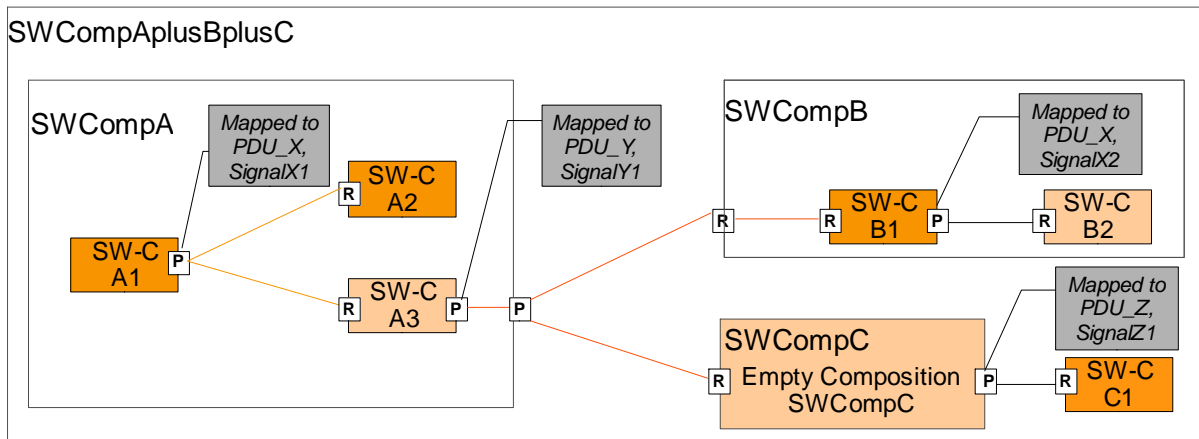 SWCompAplusBplusC
SWCompA
Mapped to
PDU_X,
SignalX1
Mapped to
PDU_Y,
SignalY1
SW-C
A2
R
SW-C
A1
P
R
SW-C
A3
P
P
SWCompB
Mapped to
PDU_X,
SignalX2
R
R
SW-C
B1
P
R
SW-C
B2
Mapped to
PDU_Z,
SignalZ1
SWCompC
R
Empty Composition
SWCompC
P
R
SW-C
C1